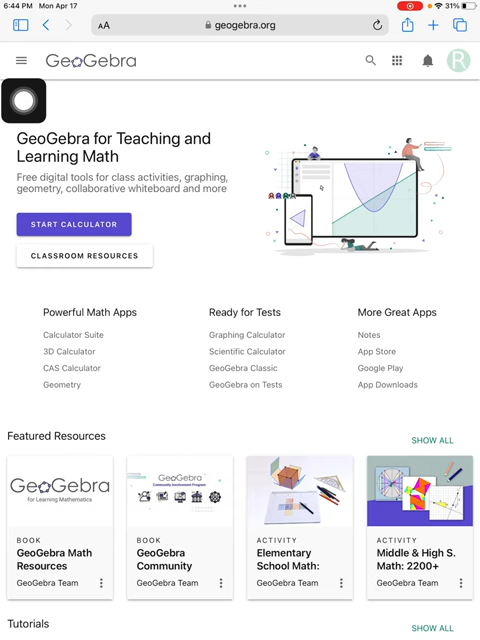 6:44 PM Mon Apr 17
31%
AA geogebra.org
GeoGebra
R
GeoGebra for Teaching and
Learning Math
Free digital tools for class activities, graphing,
geometry, collaborative whiteboard and more
START CALCULATOR
CLASSROOM RESOURCES
Powerful Math Apps
Calculator Suite
3D Calculator
CAS Calculator
Geometry
Ready for Tests
Graphing Calculator
Scientific Calculator
GeoGebra Classic
GeoGebra on Tests
More Great Apps
Notes
App Store
Google Play
App Downloads
Featured Resources
SHOW ALL
GeoGebra
for Learning Mathematics
BOOK
GeoGebra Math
Resources
GeoGebra Team
GeoGebra
Community Involvement Program
BOOK
GeoGebra
Community
GeoGebra Team
ACTIVITY
Elementary
School Math:
GeoGebra Team
ACTIVITY
Middle & High S.
Math: 2200+
GeoGebra Team
Tutorials
SHOW ALL